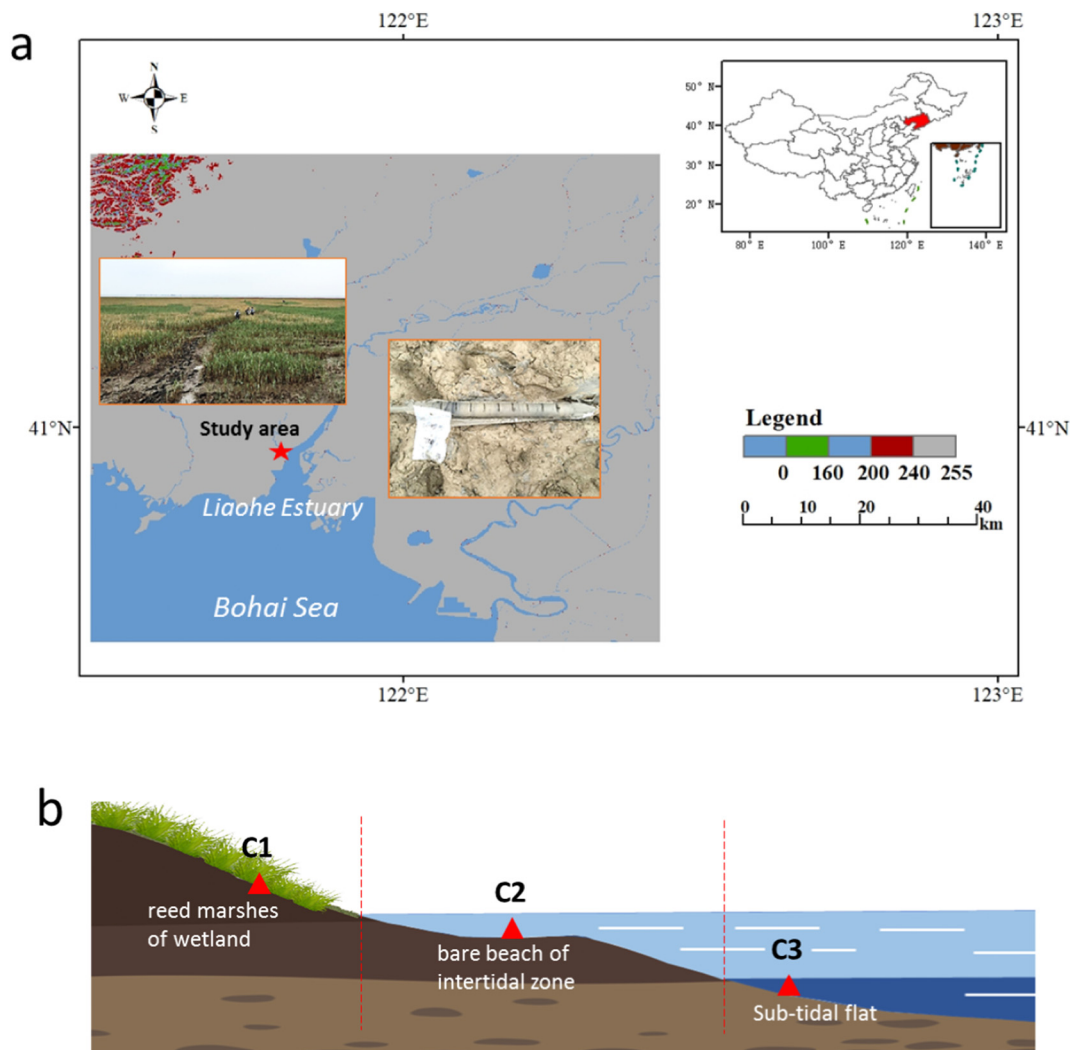 a
122°E
123°E
N
W E
S
50° N
40° N
30° N
20° N
80° E
100° E
120° E
140° E
41°N
41°N
Study area
Liaohe Estuary
Bohai Sea
Legend
0 160 200 240 255
0 10 20 40
km
122°E
123°E
b
C1
reed marshes
of wetland
C2
bare beach of
intertidal zone
C3
Sub-tidal flat